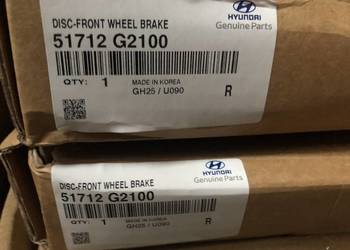 DISC-FRONT WHEEL BRAKE
HYUNDAI
51712 G2100
Genuine Parts
QTY: 1
MADE IN KOREA
GH25 / U090
R
DISC-FRONT WHEEL BRAKE
HYUNDAI
51712 G2100
Genuine Parts
QTY: 1
MADE IN KOREA
GH25 / U090
R